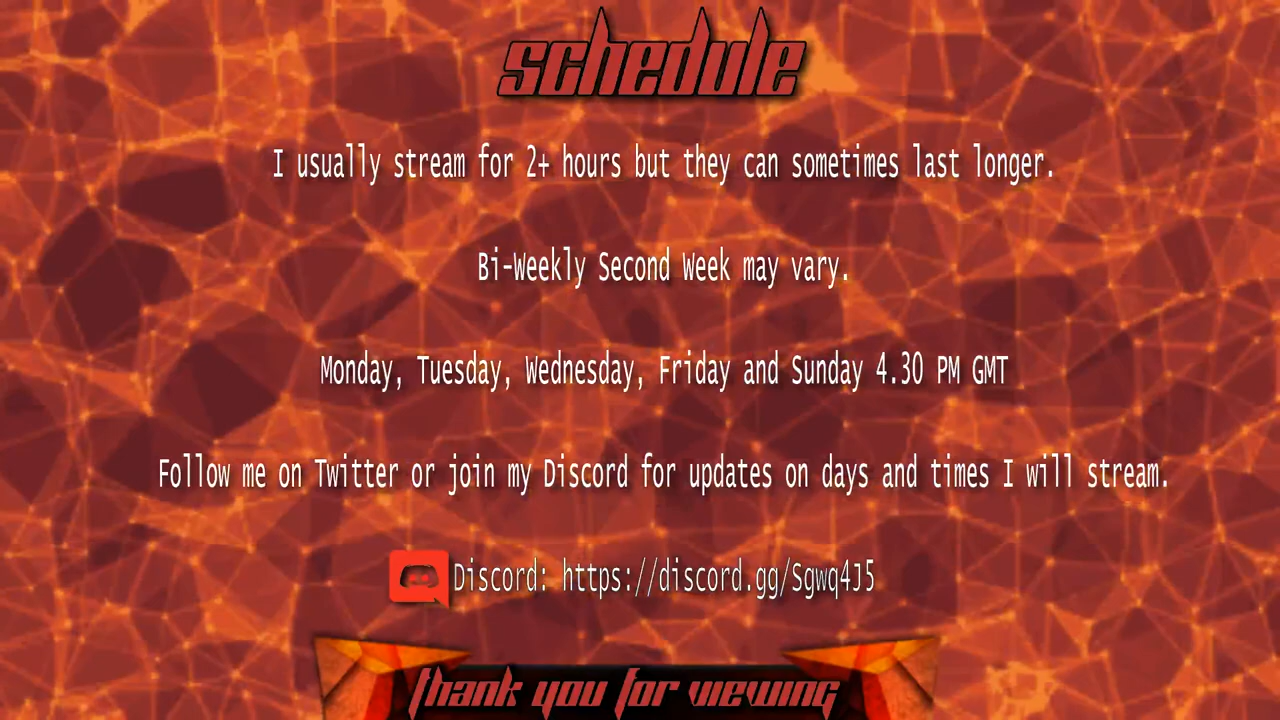 schedule
I usually stream for 2+ hours but they can sometimes last longer.
Bi-Weekly Second Week may vary.
Monday, Tuesday, Wednesday, Friday and Sunday 4.30 PM GMT
Follow me on Twitter or join my Discord for updates on days and times I will stream.
Discord: https://discord.gg/Sgwq4J5
thank you for viewing